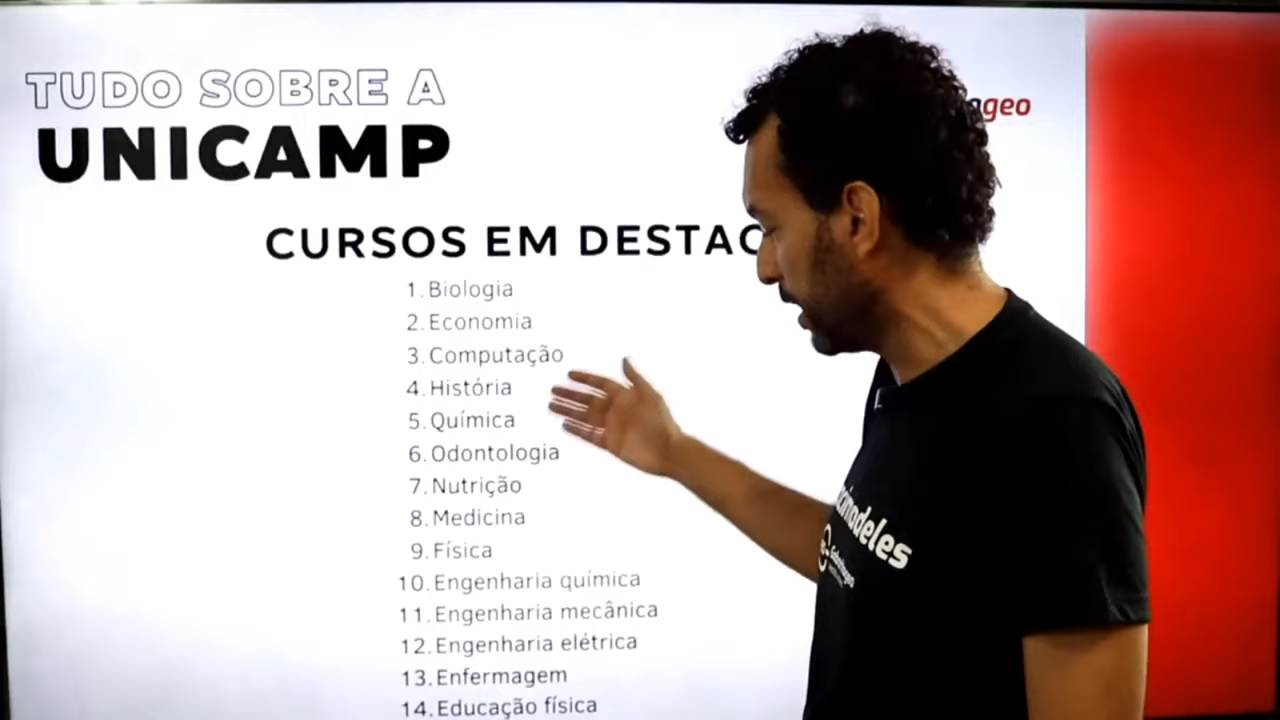 TUDO SOBRE A
UNICAMP
geo
CURSOS EM
1. Biologia
2. Economia
3. Computação
4. História
5. Química
6. Odontologia
7. Nutrição
8. Medicina
9. Física
10. Engenharia química
11. Engenharia mecânica
12. Engenharia elétrica
13. Enfermagem
14. Educação física